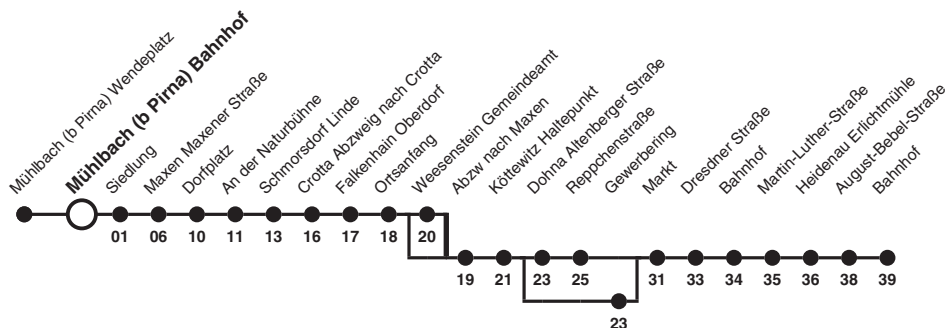 Mühlbach (b Pirna) Wendeplatz
Mühlbach (b Pirna) Bahnhof
Siedlung
Maxen Maxener Straße
Dorfplatz
An der Naturbühne
Schmorsdorf Linde
Crotta Abzweig nach Crotta
Falkenhain Oberdorf
Ortsanfang
Weesenstein Gemeindeamt
Abzw nach Maxen
Köttewitz Haltepunkt
Dohna Altenberger Straße
Reppchenstraße
Gewerbering
Markt
Dresdner Straße
Bahnhof
Martin-Luther-Straße
Heidenau Erlichtmühle
August-Bebel-Straße
Bahnhof
01 06 10 11 13 16 17 18 20
19 21 23 25 31 33 34 35 36 38 39
23